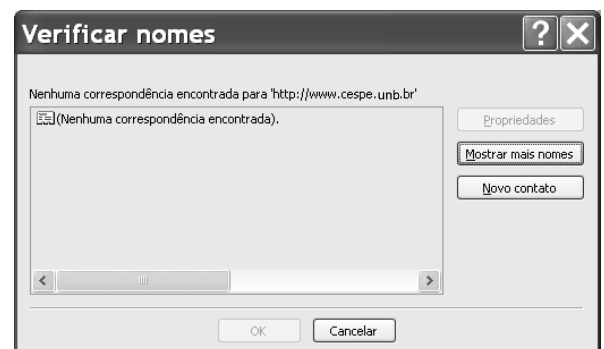 Verificar nomes
Nenhuma correspondência encontrada para 'http://www.cespe.unb.br'
(Nenhuma correspondência encontrada).
Propriedades
Mostrar mais nomes
Novo contato
OK
Cancelar